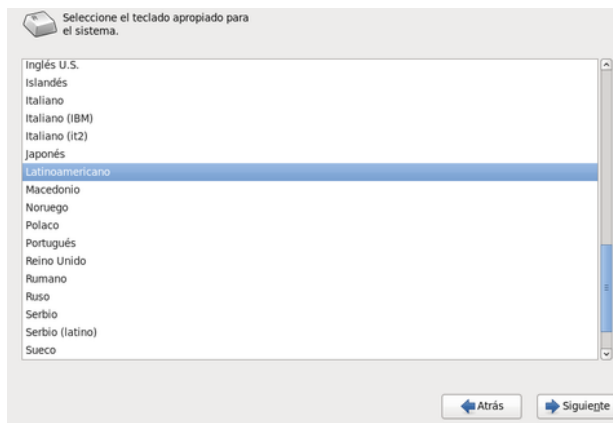 Seleccione el teclado apropiado para
el sistema.
Inglés U.S.
Islandés
Italiano
Italiano (IBM)
Italiano (it2)
Japonés
Latinoamericano
Macedonio
Noruego
Polaco
Portugués
Reino Unido
Rumano
Ruso
Serbio
Serbio (latino)
Sueco
Atrás
Siguiente